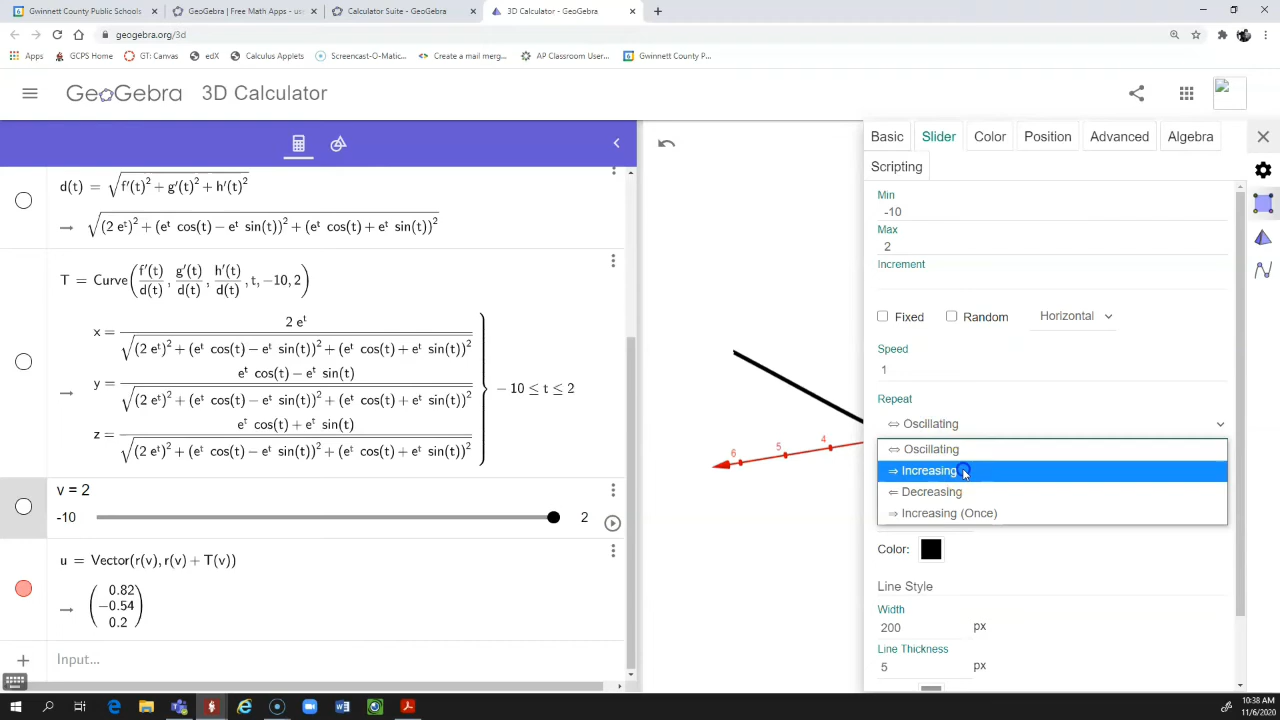 Gwinnett County Public Schools
GeoGebra | Free Math Apps - use
Calculator Suite - GeoGebra
3D Calculator - GeoGebra
geogebra.org/3d
Apps
GCPS Home
GT: Canvas
edX
Calculus Applets
Screencast-O-Matic...
Create a mail merg...
AP Classroom User...
Gwinnett County P...
GeoGebra
3D Calculator
Basic
Slider
Color
Position
Advanced
Algebra
Scripting
d(t) = √(f′(t)² + g′(t)² + h′(t)²)
→ √((2 eᵗ)² + (eᵗ cos(t) − eᵗ sin(t))² + (eᵗ cos(t) + eᵗ sin(t))²)
T = Curve(f′(t)/d(t), g′(t)/d(t), h′(t)/d(t), t, −10, 2)
x = 2 eᵗ / √((2 eᵗ)² + (eᵗ cos(t) − eᵗ sin(t))² + (eᵗ cos(t) + eᵗ sin(t))²)
→ y = eᵗ cos(t) − eᵗ sin(t) / √((2 eᵗ)² + (eᵗ cos(t) − eᵗ sin(t))² + (eᵗ cos(t) + eᵗ sin(t))²) } −10 ≤ t ≤ 2
z = eᵗ cos(t) + eᵗ sin(t) / √((2 eᵗ)² + (eᵗ cos(t) − eᵗ sin(t))² + (eᵗ cos(t) + eᵗ sin(t))²)
v = 2
-10
2
u = Vector(r(v), r(v) + T(v))
0.82
→ −0.54
0.2
+ Input...
6 5 4
Min
-10
Max
2
Increment
Fixed
Random
Horizontal
Speed
1
Repeat
⇔ Oscillating
⇔ Oscillating
⇒ Increasing
⇐ Decreasing
⇒ Increasing (Once)
Color:
Line Style
Width
200 px
Line Thickness
5 px
10:38 AM
11/6/2020